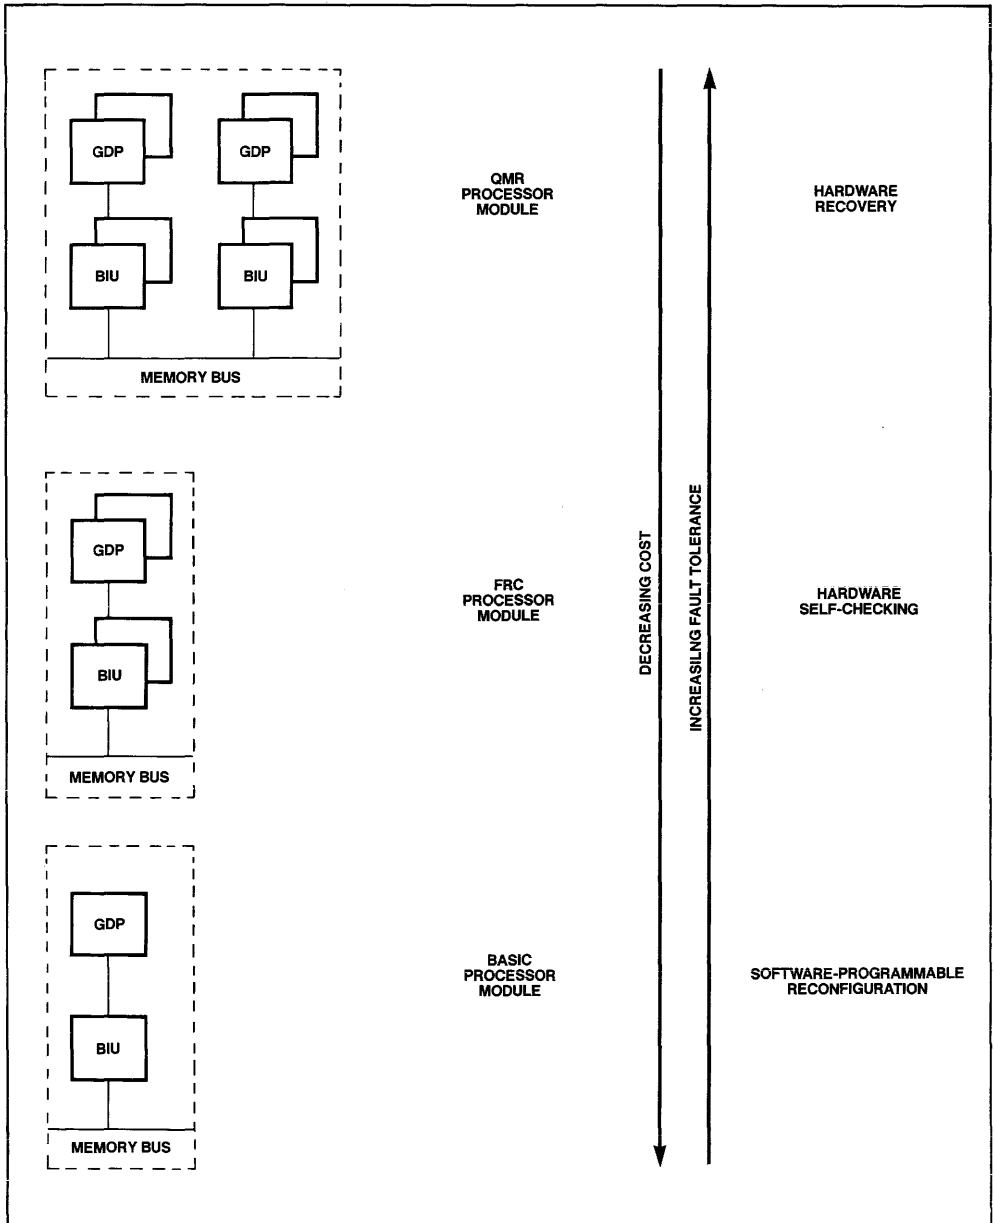 GDP
GDP
BIU
BIU
MEMORY BUS
QMR
PROCESSOR
MODULE
HARDWARE
RECOVERY
GDP
BIU
MEMORY BUS
FRC
PROCESSOR
MODULE
DECREASING COST
INCREASILNG FAULT TOLERANCE
HARDWARE
SELF-CHECKING
GDP
BIU
MEMORY BUS
BASIC
PROCESSOR
MODULE
SOFTWARE-PROGRAMMABLE
RECONFIGURATION